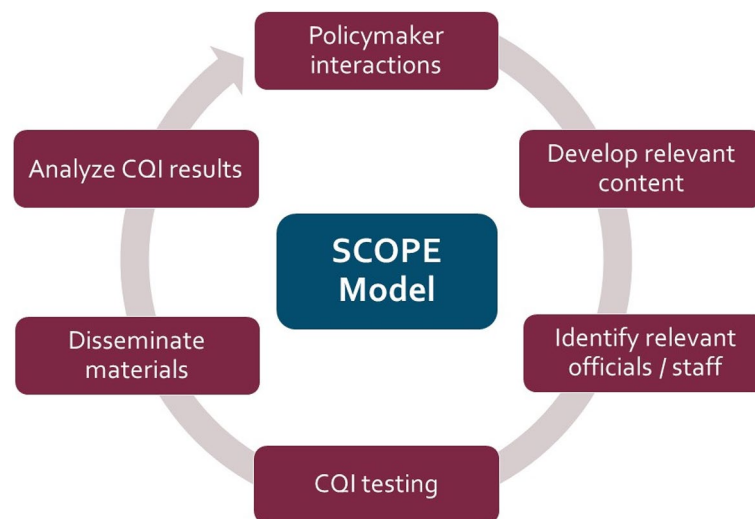 Policymaker
interactions
Develop relevant
content
Identify relevant
officials / staff
CQI testing
Disseminate
materials
Analyze CQI results
SCOPE
Model